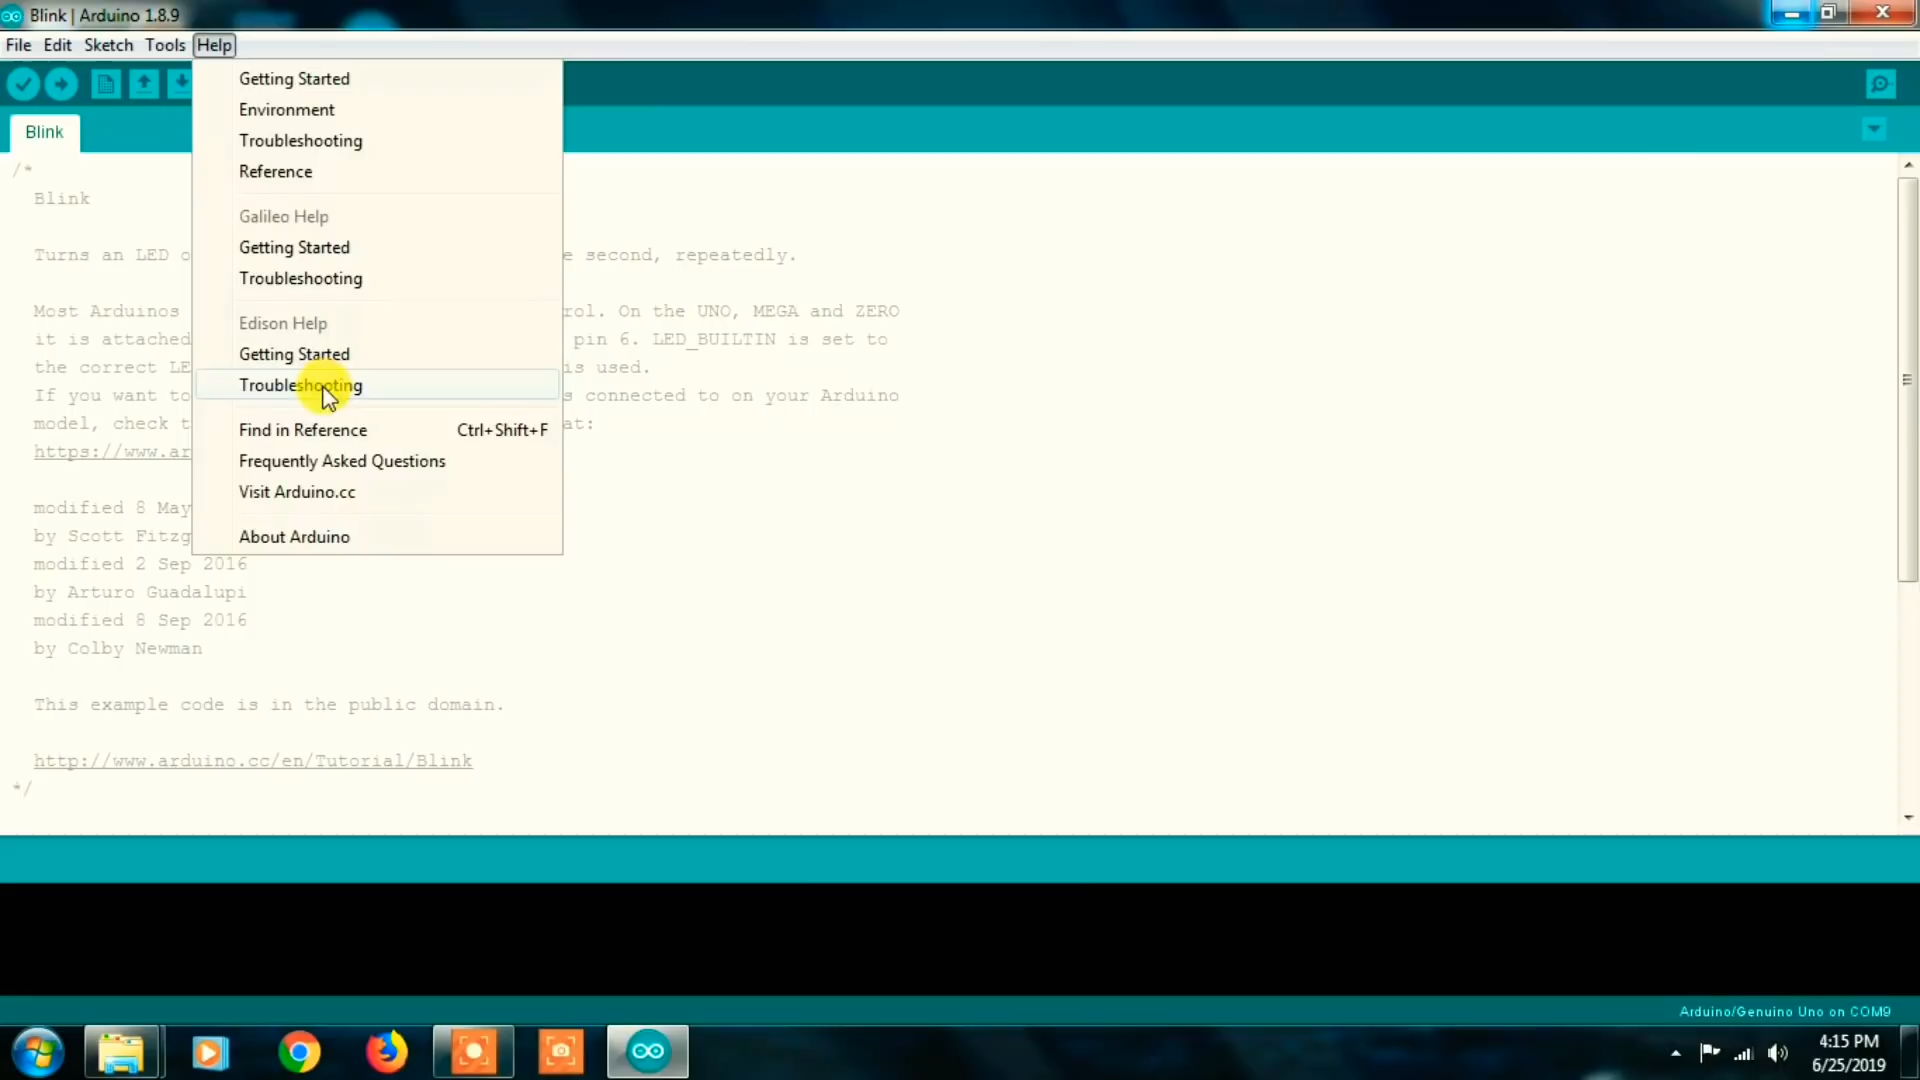 Blink | Arduino 1.8.9
File Edit Sketch Tools Help
Getting Started
Environment
Troubleshooting
Reference
Galileo Help
Getting Started
Troubleshooting
Edison Help
Getting Started
Troubleshooting
Find in Reference Ctrl+Shift+F
Frequently Asked Questions
Visit Arduino.cc
About Arduino
Blink
/*
Blink
Turns an LED o e second, repeatedly.
Most Arduinos rol. On the UNO, MEGA and ZERO
it is attached pin 6. LED_BUILTIN is set to
the correct LE is used.
If you want to s connected to on your Arduino
model, check t at:
https://www.ar
modified 8 May
by Scott Fitzg
modified 2 Sep 2016
by Arturo Guadalupi
modified 8 Sep 2016
by Colby Newman
This example code is in the public domain.
http://www.arduino.cc/en/Tutorial/Blink
*/
Arduino/Genuino Uno on COM9
4:15 PM
6/25/2019